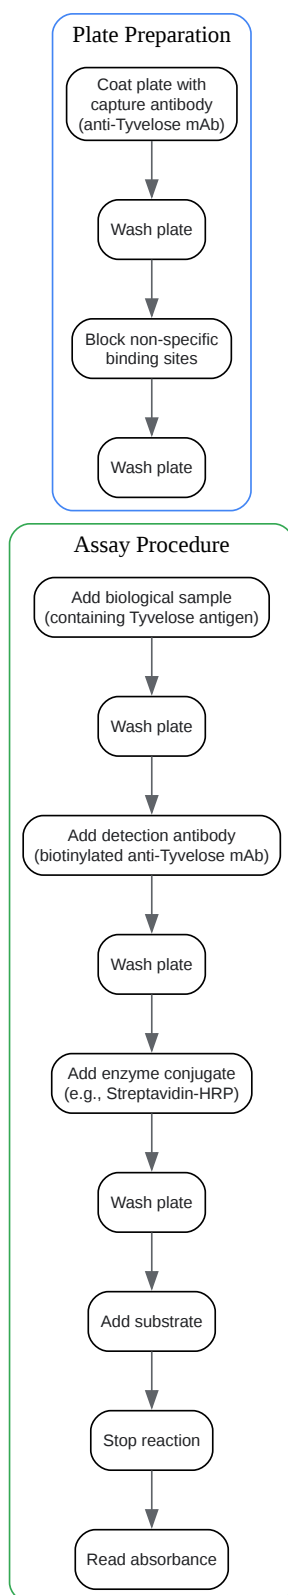 Plate Preparation
Coat plate with
capture antibody
(anti-Tyvelose mAb)
Wash plate
Block non-specific
binding sites
Wash plate
Assay Procedure
Add biological sample
(containing Tyvelose antigen)
Wash plate
Add detection antibody
(biotinylated anti-Tyvelose mAb)
Wash plate
Add enzyme conjugate
(e.g., Streptavidin-HRP)
Wash plate
Add substrate
Stop reaction
Read absorbance